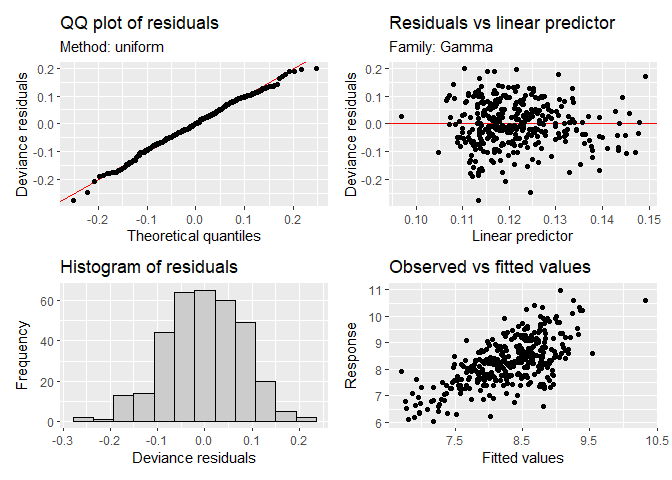 QQ plot of residuals
Method: uniform
Deviance residuals
0.2
0.1
0.0
-0.1
-0.2
-0.2 -0.1 0.0 0.1 0.2
Theoretical quantiles
Residuals vs linear predictor
Family: Gamma
Deviance residuals
0.2
0.1
0.0
-0.1
-0.2
0.10 0.11 0.12 0.13 0.14 0.15
Linear predictor
Histogram of residuals
Frequency
60
40
20
0
-0.3 -0.2 -0.1 0.0 0.1 0.2
Deviance residuals
Observed vs fitted values
Response
11
10
9
8
7
6
7.5 8.5 9.5 10.5
Fitted values